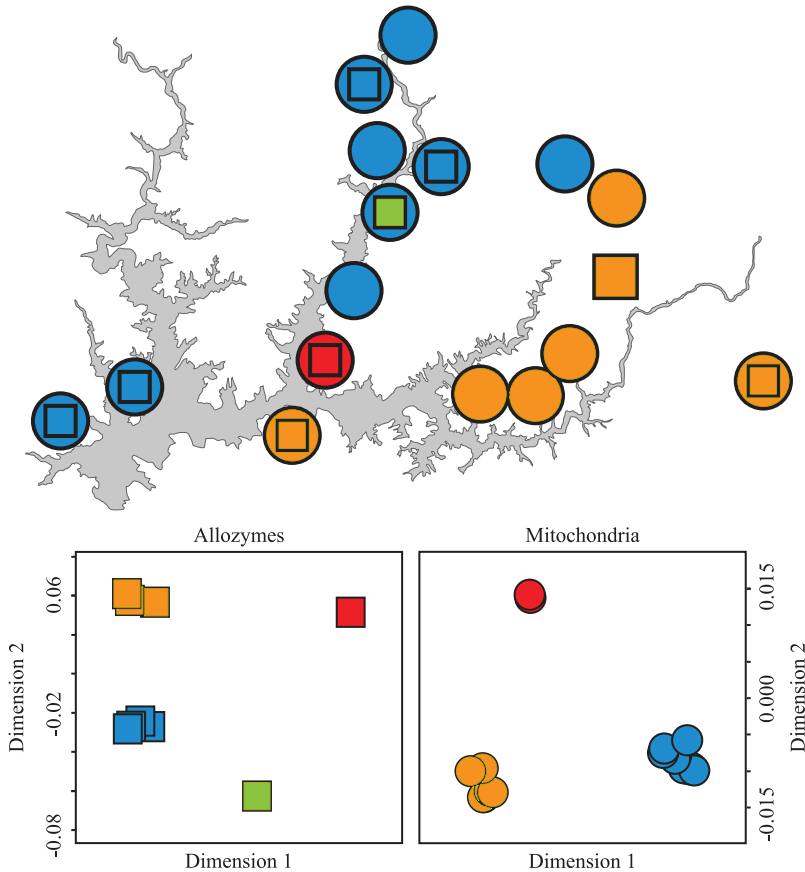 Allozymes
Mitochondria
Dimension 2
0.06
-0.02
-0.08
0.015
0.000
-0.015
Dimension 2
Dimension 1
Dimension 1